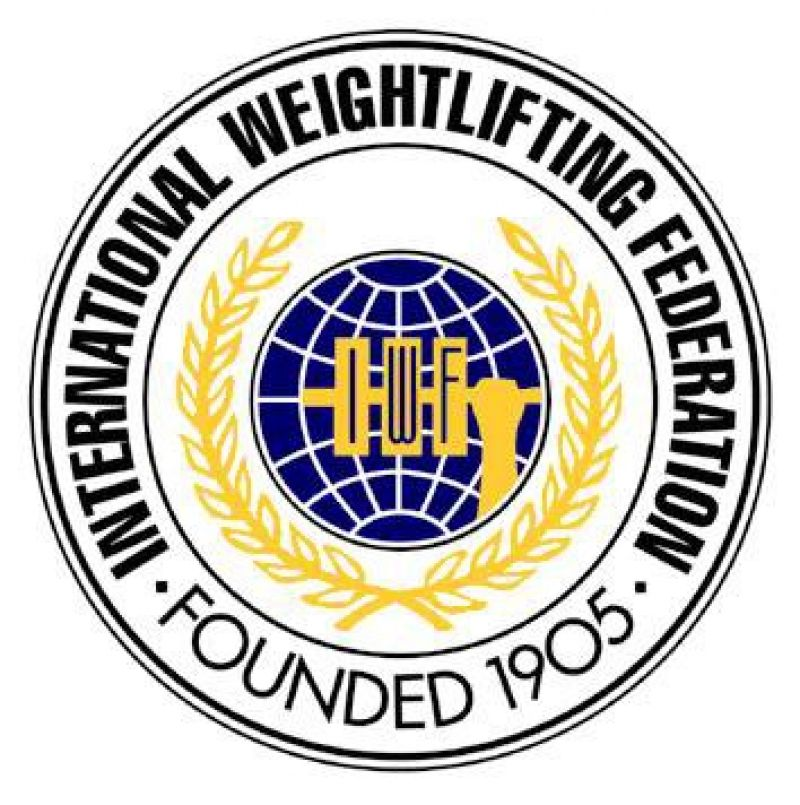 INTERNATIONAL WEIGHTLIFTING FEDERATION
IWF
· FOUNDED 1905 ·